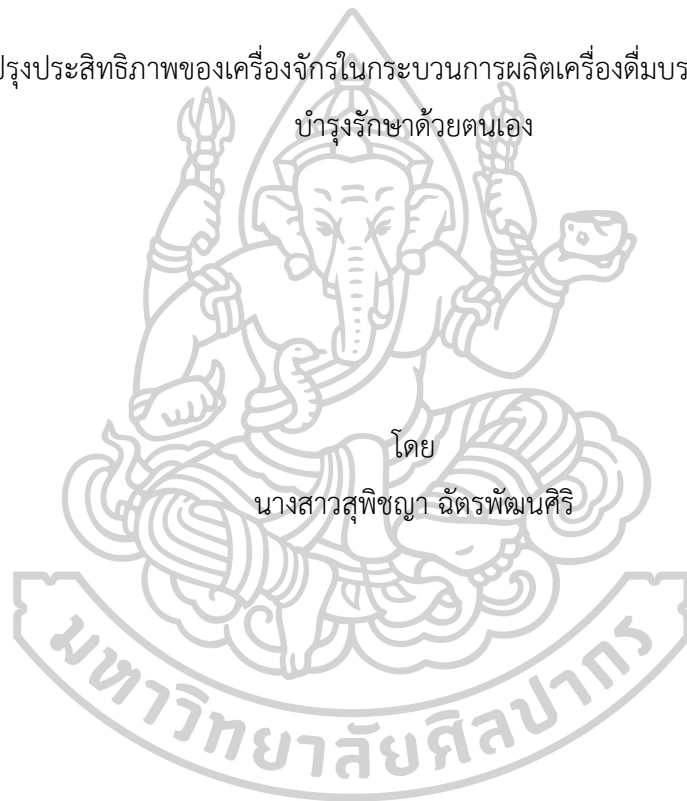 ปรุงประสิทธิภาพของเครื่องจักรในกระบวนการผลิตเครื่องดื่มบร
บำรุงรักษาด้วยตนเอง
โดย
นางสาวสุพิชญา ฉัตรพัฒนศิริ
มหาวิทยาลัยศิลปากร